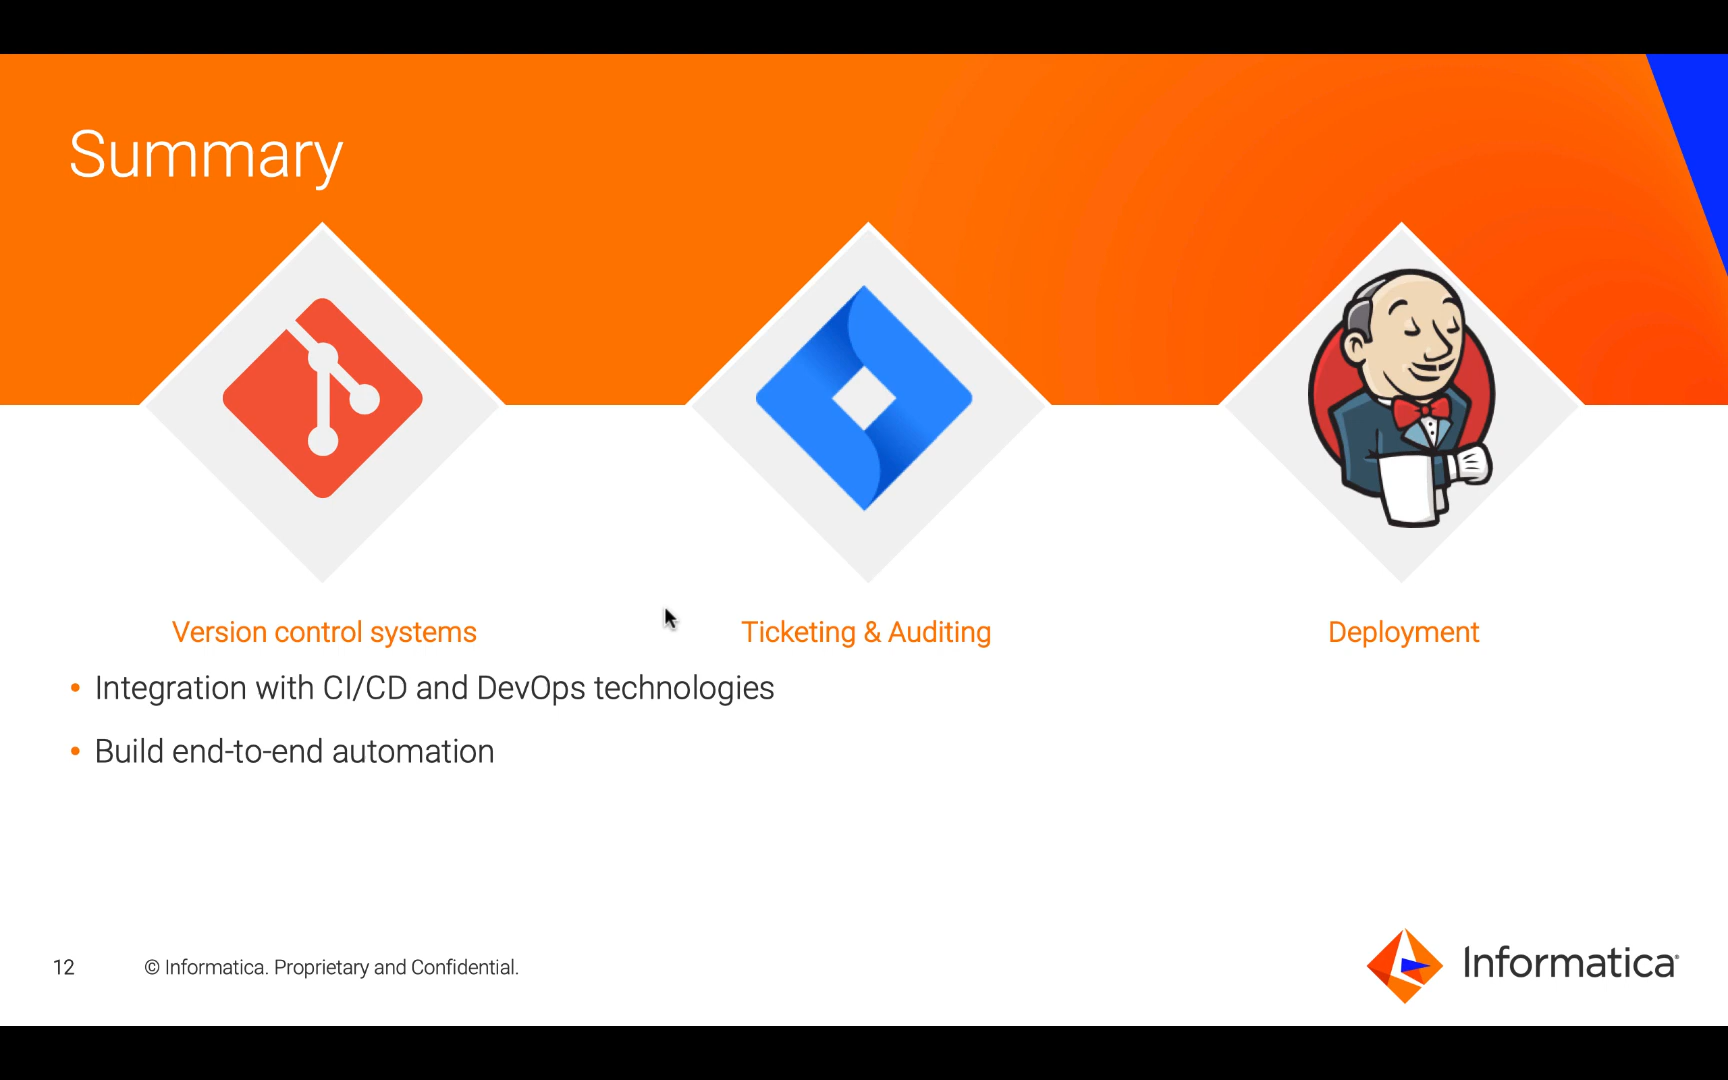 Summary
Version control systems
Ticketing & Auditing
Deployment
• Integration with CI/CD and DevOps technologies
• Build end-to-end automation
12
© Informatica. Proprietary and Confidential.
Informatica